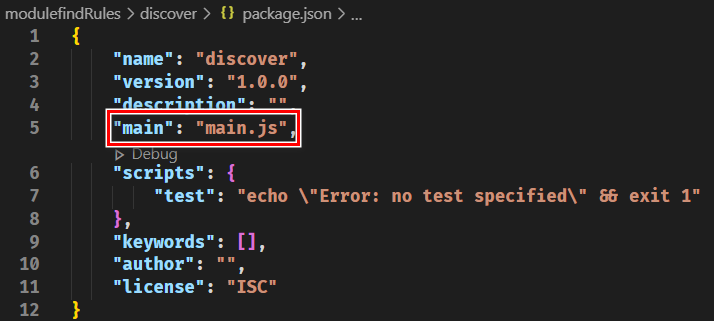 modulefindRules > discover > {} package.json > ...
1 {
2 "name": "discover",
3 "version": "1.0.0",
4 "description": "",
5 "main": "main.js",
Debug
6 "scripts": {
7 "test": "echo \"Error: no test specified\" && exit 1"
8 },
9 "keywords": [],
10 "author": "",
11 "license": "ISC"
12 }